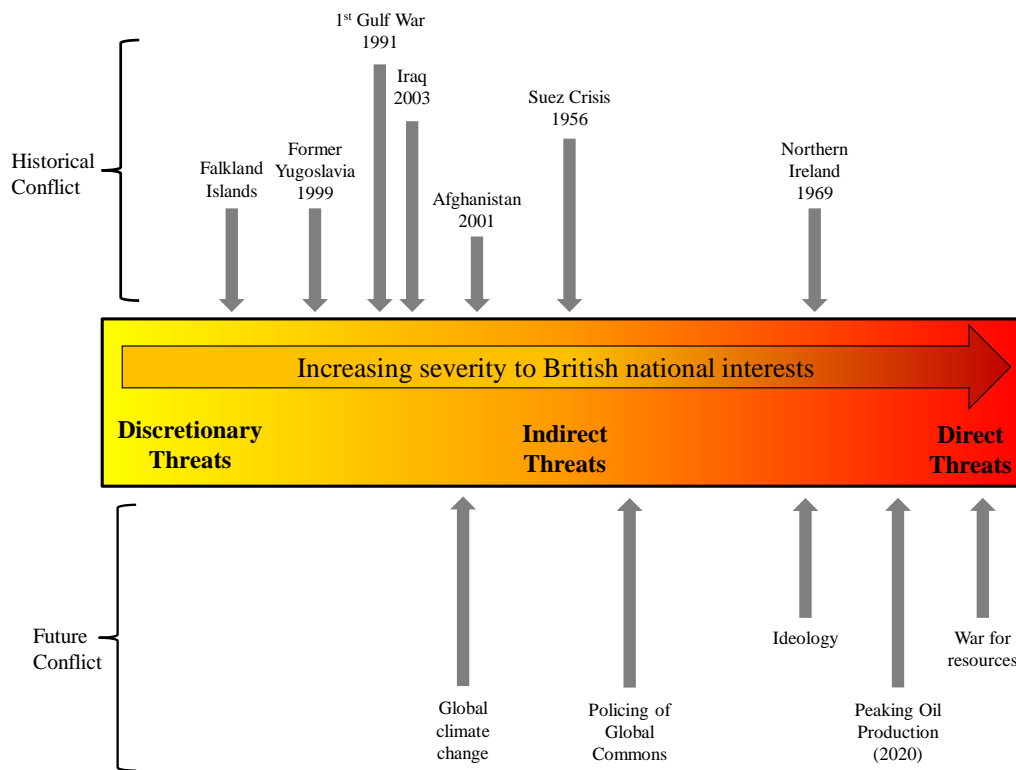 1st Gulf War
1991
Iraq
2003
Suez Crisis
1956
Historical
Conflict
Falkland
Islands
Former
Yugoslavia
1999
Afghanistan
2001
Northern
Ireland
1969
Increasing severity to British national interests
Discretionary
Threats
Indirect
Threats
Direct
Threats
Future
Conflict
Global
climate
change
Policing of
Global
Commons
Ideology
Peaking Oil
Production
(2020)
War for
resources